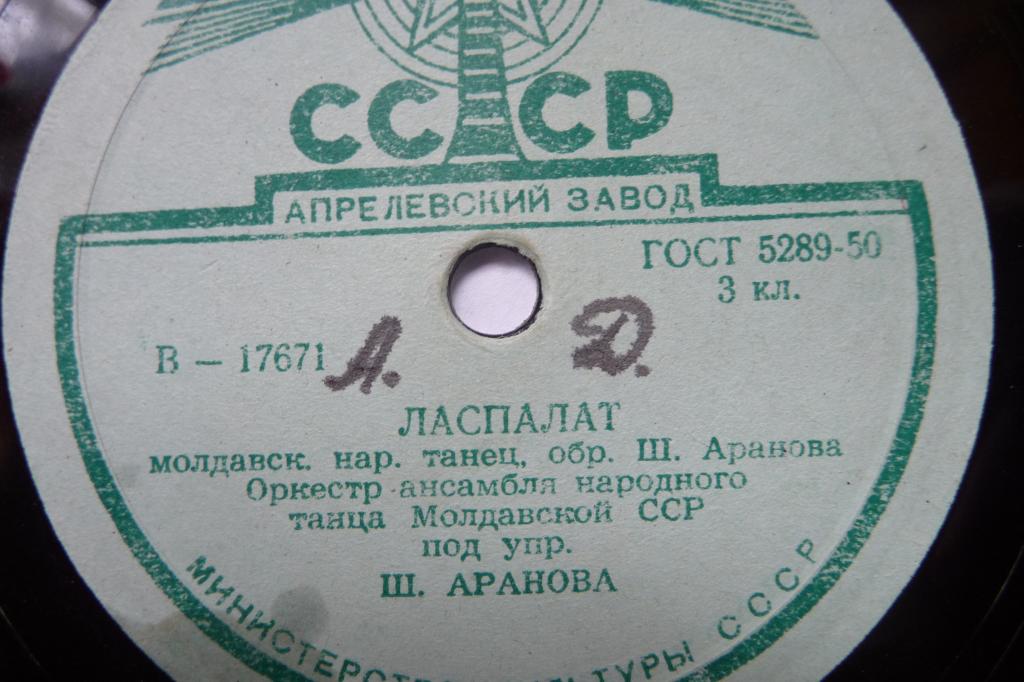 СССР
АПРЕЛЕВСКИЙ ЗАВОД
ГОСТ 5289-50
3 кл.
В — 17671 А. Д.
ЛАСПАЛАТ
молдавск. нар. танец, обр. Ш. Аранова
Оркестр ансамбля народного
танца Молдавской ССР
под упр.
Ш. АРАНОВА
СССР